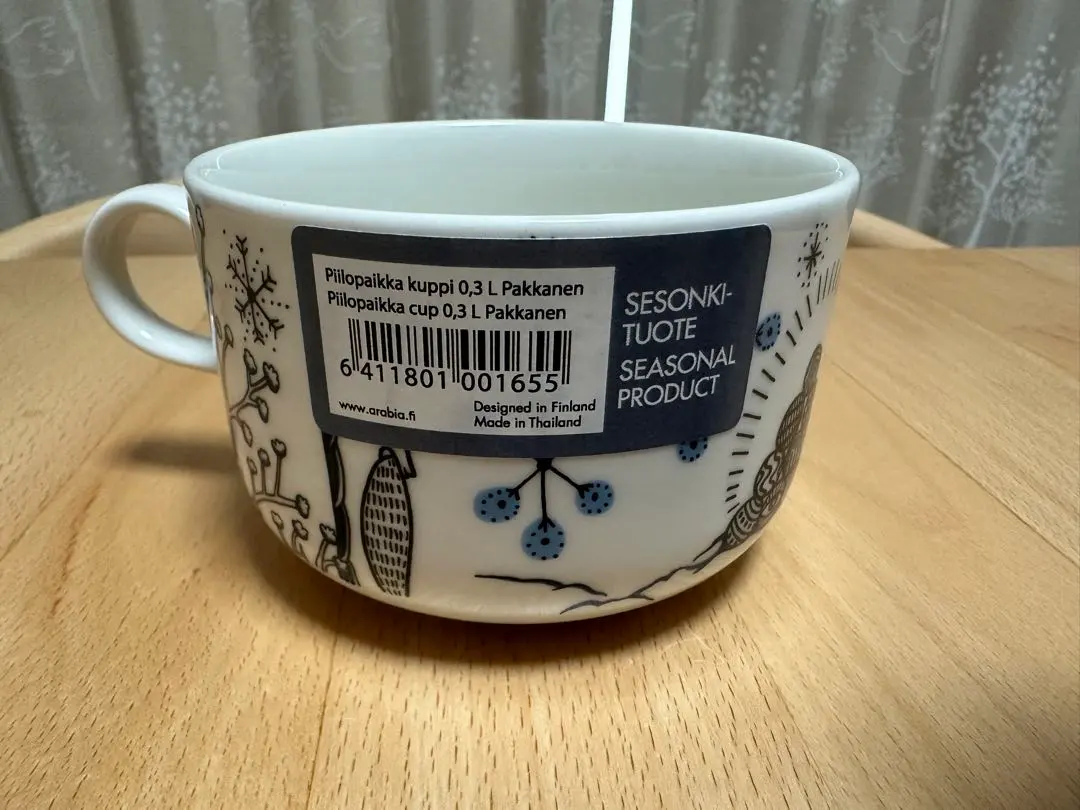 Piilopaikka kuppi 0,3 L Pakkanen
Piilopaikka cup 0,3 L Pakkanen
6 411801 001655
www.arabia.fi
Designed in Finland
Made in Thailand
SESONKI-
TUOTE
SEASONAL
PRODUCT